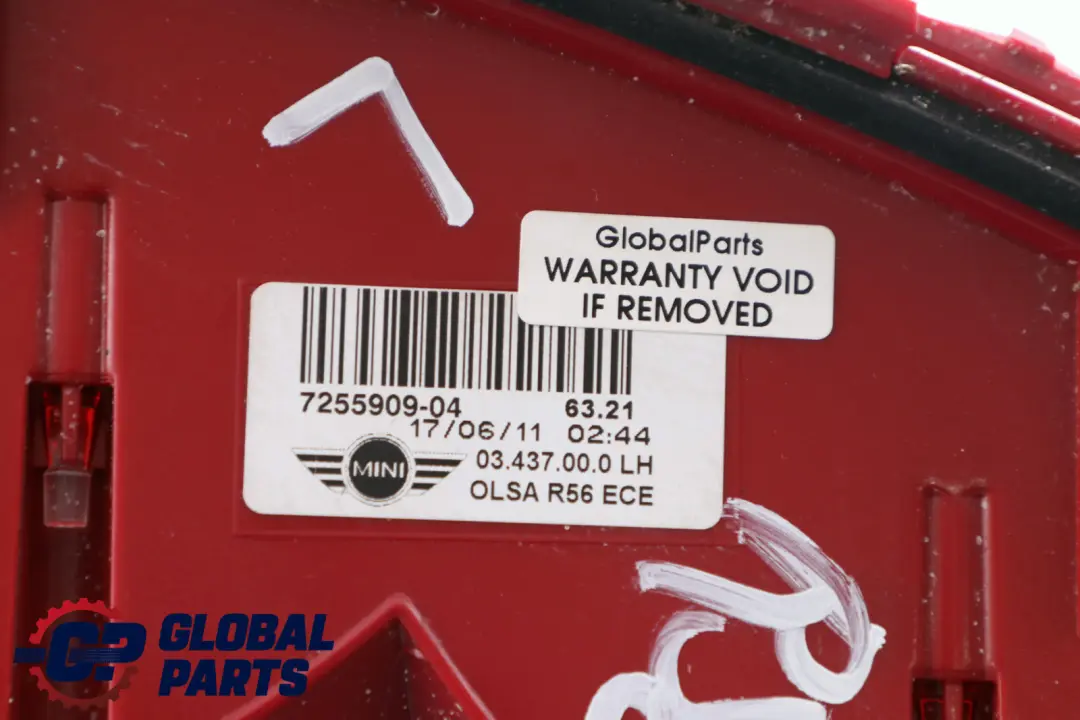 GlobalParts
WARRANTY VOID
IF REMOVED
7255909-04 63.21
17/06/11 02:44
MINI
03.437.00.0 LH
OLSA R56 ECE
GP GLOBAL
PARTS